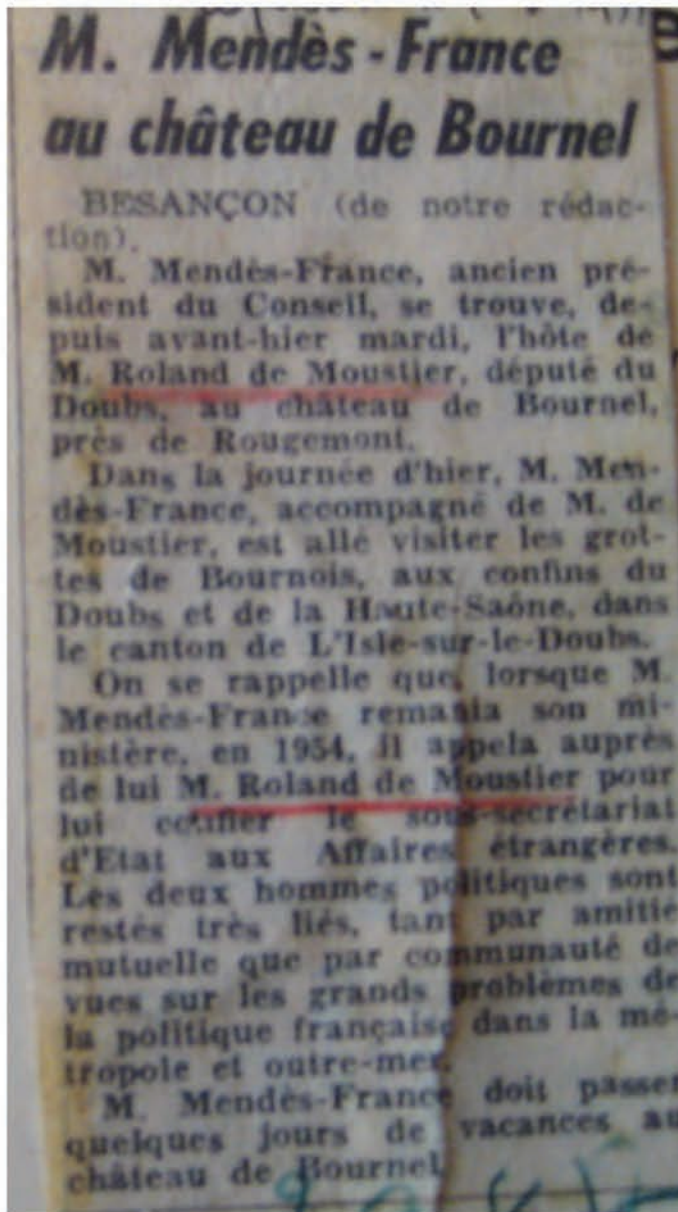 M. Mendès - France
au château de Bournel
BESANÇON (de notre rédac-
tion).
M. Mendès-France, ancien pré-
sident du Conseil, se trouve, de-
puis avant-hier mardi, l'hôte de
M. Roland de Moustier, député du
Doubs, au château de Bournel,
près de Rougemont.
Dans la journée d'hier, M. Men-
dès-France, accompagné de M. de
Moustier, est allé visiter les grot-
tes de Bournois, aux confins du
Doubs et de la Haute-Saône, dans
le canton de L'Isle-sur-le-Doubs.
On se rappelle que, lorsque M.
Mendès-France remania son mi-
nistère, en 1954, il appela auprès
de lui M. Roland de Moustier pour
lui confier le sous-secrétariat
d'Etat aux Affaires étrangères.
Les deux hommes politiques sont
restés très liés, tant par amitié
mutuelle que par communauté de
vues sur les grands problèmes de
la politique française dans la mé-
tropole et outre-mer.
M. Mendès-France doit passer
quelques jours de vacances au
château de Bournel